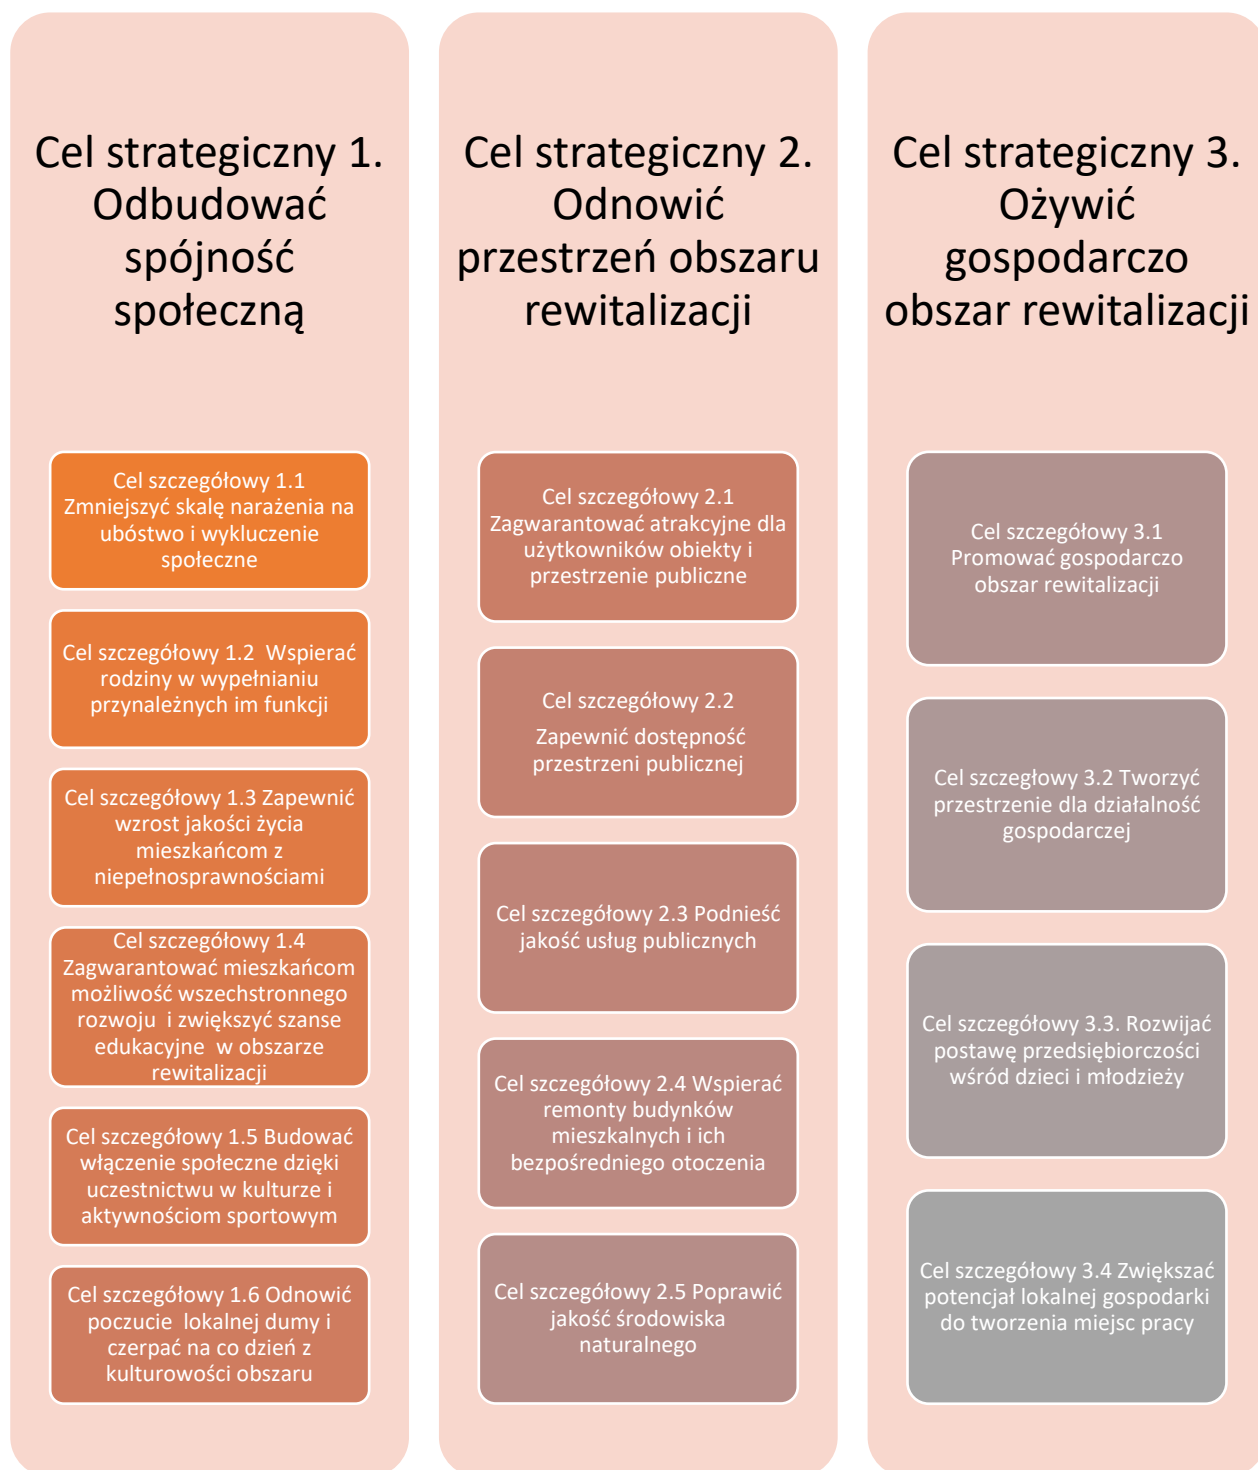 Cel strategiczny 1.
Odbudować
spójność
społeczną
Cel szczegółowy 1.1
Zmniejszyć skalę narażenia na
ubóstwo i wykluczenie
społeczne
Cel szczegółowy 1.2  Wspierać
rodziny w wypełnianiu
przynależnych im funkcji
Cel szczegółowy 1.3 Zapewnić
wzrost jakości życia
mieszkańcom z
niepełnosprawnościami
Cel szczegółowy 1.4
Zagwarantować mieszkańcom
możliwość wszechstronnego
rozwoju  i zwiększyć szanse
edukacyjne  w obszarze
rewitalizacji
Cel szczegółowy 1.5 Budować
włączenie społeczne dzięki
uczestnictwu w kulturze i
aktywnościom sportowym
Cel szczegółowy 1.6 Odnowić
poczucie  lokalnej dumy i
czerpać na co dzień z
kulturowości obszaru
Cel strategiczny 2.
Odnowić
przestrzeń obszaru
rewitalizacji
Cel szczegółowy 2.1
Zagwarantować atrakcyjne dla
użytkowników obiekty i
przestrzenie publiczne
Cel szczegółowy 2.2
Zapewnić dostępność
przestrzeni publicznej
Cel szczegółowy 2.3 Podnieść
jakość usług publicznych
Cel szczegółowy 2.4 Wspierać
remonty budynków
mieszkalnych i ich
bezpośredniego otoczenia
Cel szczegółowy 2.5 Poprawić
jakość środowiska
naturalnego
Cel strategiczny 3.
Ożywić
gospodarczo
obszar rewitalizacji
Cel szczegółowy 3.1
Promować gospodarczo
obszar rewitalizacji
Cel szczegłowy 3.2 Tworzyć
przestrzenie dla działalność
gospodarczej
Cel szczegółowy 3.3. Rozwijać
postawę przedsiębiorczości
wśród dzieci i młodzieży
Cel szczegółowy 3.4 Zwiększać
potencjał lokalnej gospodarki
do tworzenia miejsc pracy